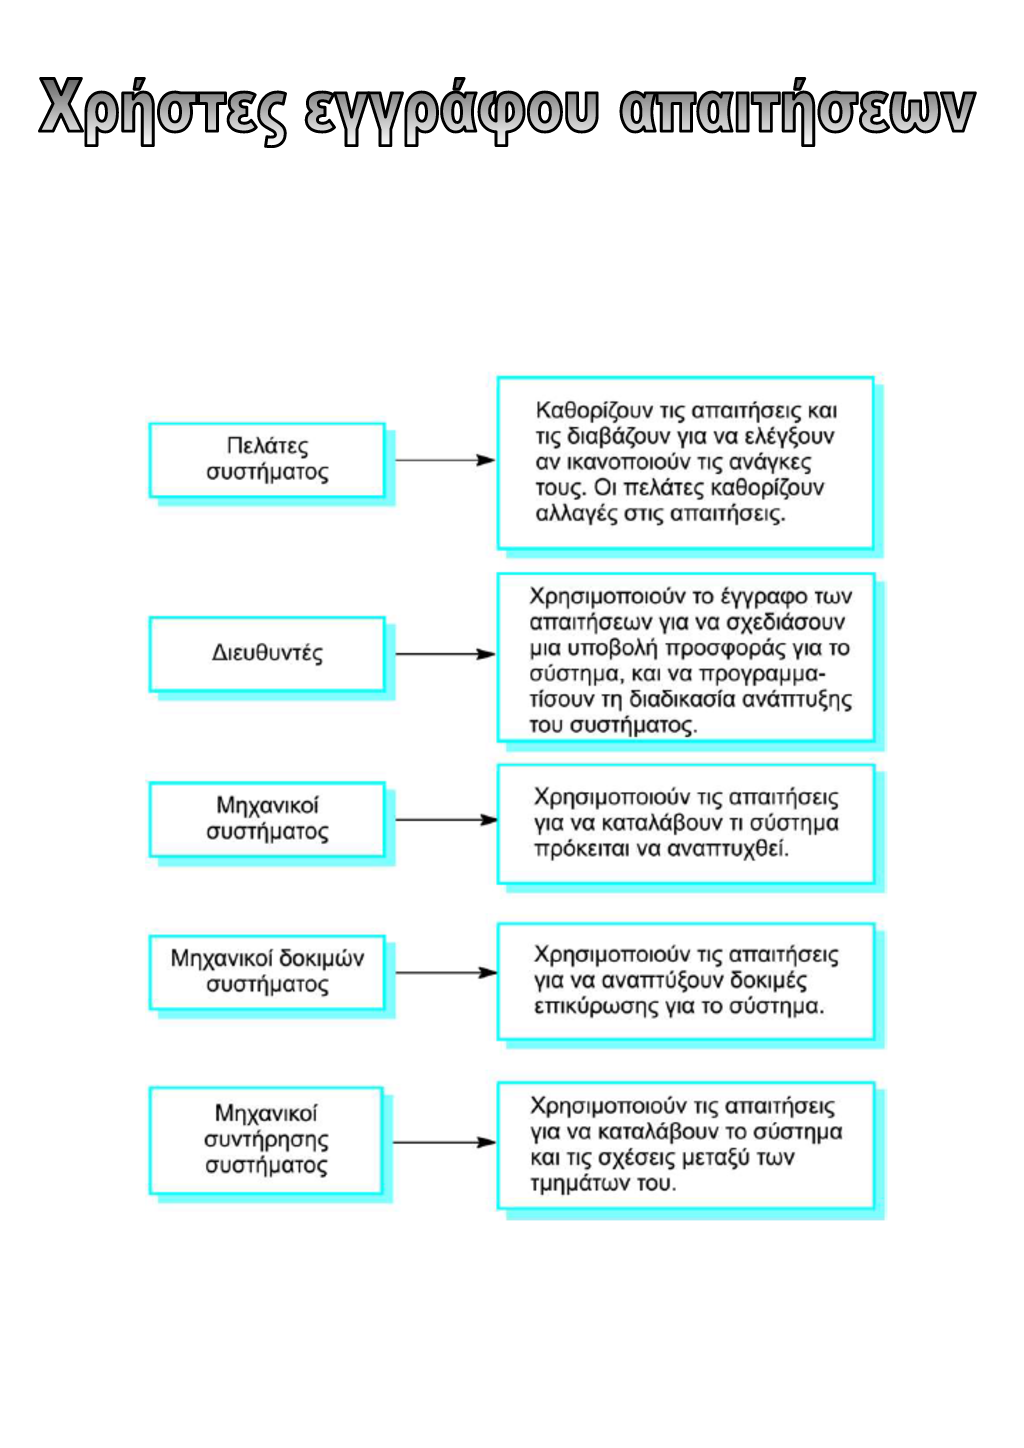 Χρήστες εγγράφου απαιτήσεων
Πελάτες
συστήματος
Καθορίζουν τις απαιτήσεις και
τις διαβάζουν για να ελέγξουν
αν ικανοποιούν τις ανάγκες
τους. Οι πελάτες καθορίζουν
αλλαγές στις απαιτήσεις.
Διευθυντές
Χρησιμοποιούν το έγγραφο των
απαιτήσεων για να σχεδιάσουν
μια υποβολή προσφοράς για το
σύστημα, και να προγραμμα-
τίσουν τη διαδικασία ανάπτυξης
του συστήματος.
Μηχανικοί
συστήματος
Χρησιμοποιούν τις απαιτήσεις
για να καταλάβουν τι σύστημα
πρόκειται να αναπτυχθεί.
Μηχανικοί δοκιμών
συστήματος
Χρησιμοποιούν τις απαιτήσεις
για να αναπτύξουν δοκιμές
επικύρωσης για το σύστημα.
Μηχανικοί
συντήρησης
συστήματος
Χρησιμοποιούν τις απαιτήσεις
για να καταλάβουν το σύστημα
και τις σχέσεις μεταξύ των
τμημάτων του.